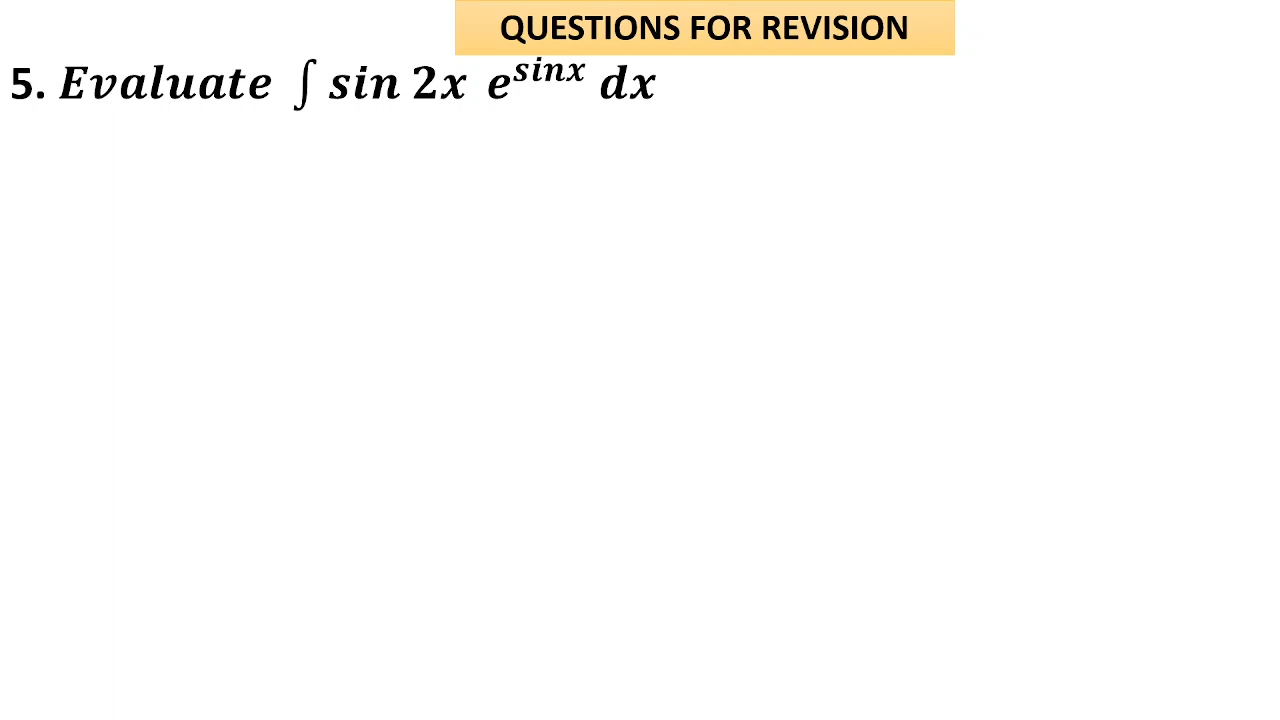 QUESTIONS FOR REVISION
5. Evaluate ∫ sin 2x e^{sinx} dx